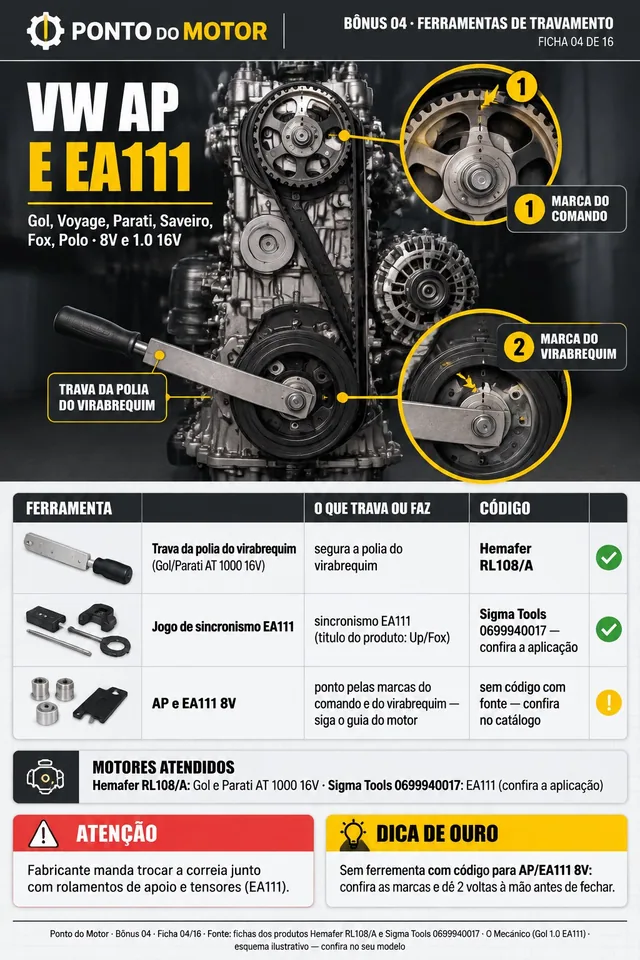 PONTO DO MOTOR
BÔNUS 04 · FERRAMENTAS DE TRAVAMENTO
FICHA 04 DE 16
VW AP
E EA111
Gol, Voyage, Parati, Saveiro,
Fox, Polo · 8V e 1.0 16V
1
1
MARCA DO
COMANDO
2
MARCA DO
VIRABREQUIM
TRAVA DA POLIA
DO VIRABREQUIM
FERRAMENTA
O QUE TRAVA OU FAZ
CÓDIGO
Trava da polia do virabrequim
(Gol/Parati AT 1000 16V)
segura a polia do
virabrequim
Hemafer
RL108/A
Jogo de sincronismo EA111
sincronismo EA111
(titulo do produto: Up/Fox)
Sigma Tools
0699940017 —
confira a aplicação
AP e EA111 8V
ponto pelas marcas do
comando e do virabrequim —
siga o guia do motor
sem código com
fonte — confira
no catálogo
!
MOTORES ATENDIDOS
Hemafer RL108/A: Gol e Parati AT 1000 16V · Sigma Tools 0699940017: EA111 (confira a aplicação)
! ATENÇÃO
Fabricante manda trocar a correia junto
com rolamentos de apoio e tensores (EA111).
DICA DE OURO
Sem ferrementa com código para AP/EA111 8V:
confira as marcas e dê 2 voltas à mão antes de fechar.
Ponto do Motor · Bônus 04 · Ficha 04/16 · Fonte: fichas dos produtos Hemafer RL108/A e Sigma Tools 0699940017 · O Mecánico (Gol 1.0 EA111) ·
esquema ilustrativo — confira no seu modelo